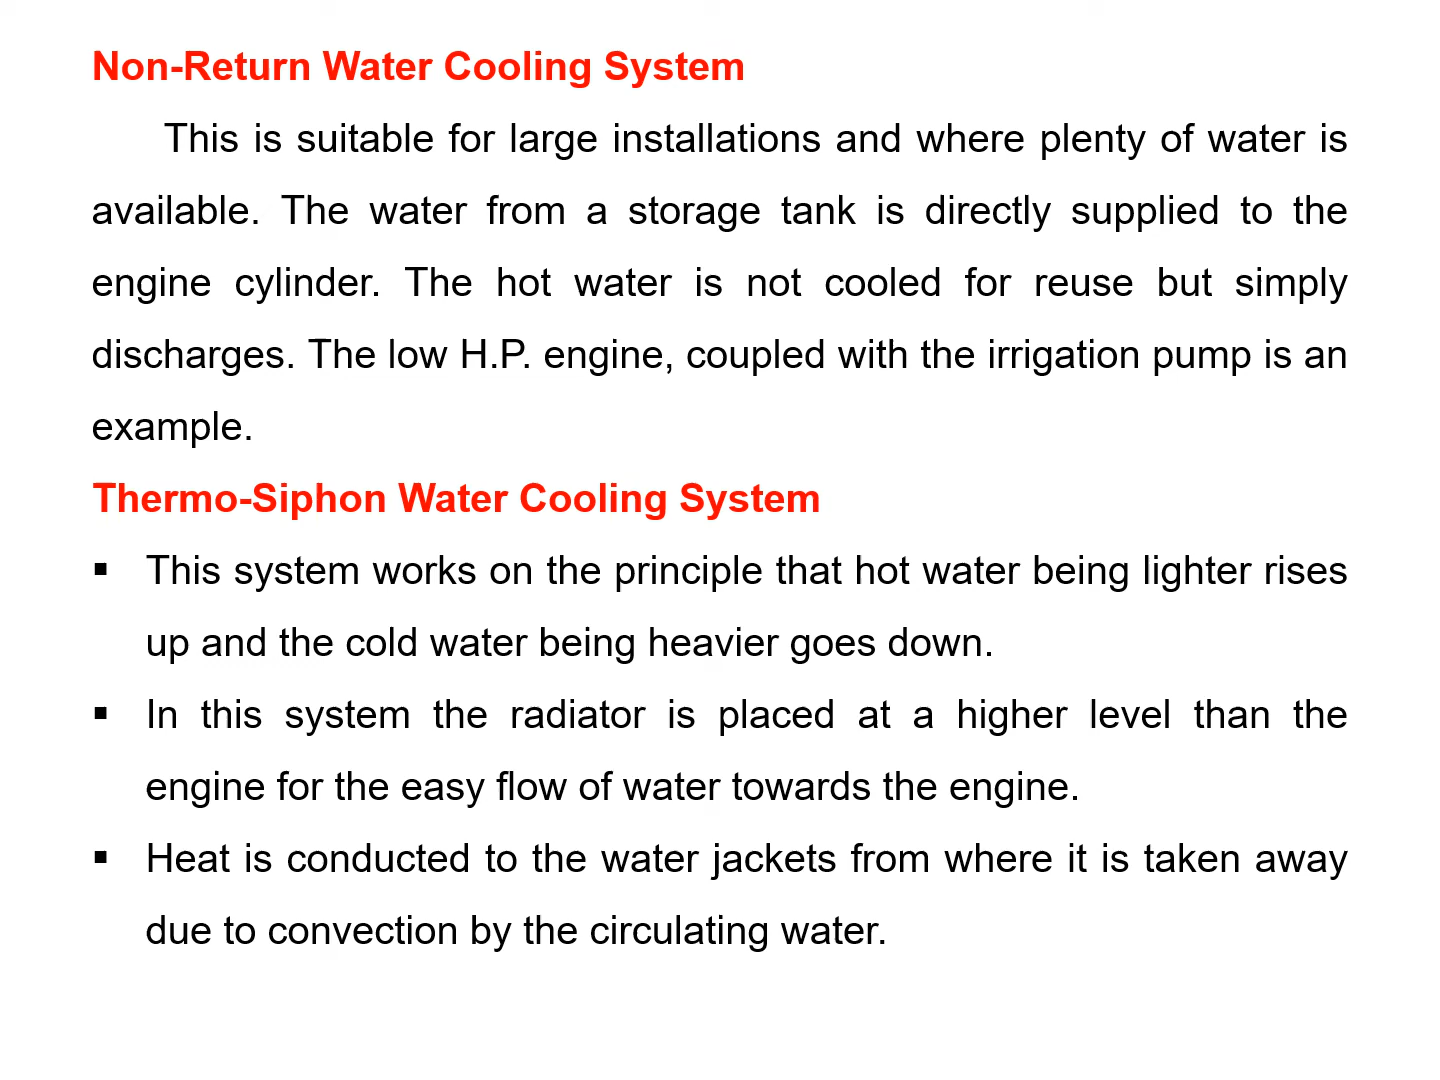 Non-Return Water Cooling System
This is suitable for large installations and where plenty of water is
available. The water from a storage tank is directly supplied to the
engine cylinder. The hot water is not cooled for reuse but simply
discharges. The low H.P. engine, coupled with the irrigation pump is an
example.
Thermo-Siphon Water Cooling System
▪ This system works on the principle that hot water being lighter rises
up and the cold water being heavier goes down.
▪ In this system the radiator is placed at a higher level than the
engine for the easy flow of water towards the engine.
▪ Heat is conducted to the water jackets from where it is taken away
due to convection by the circulating water.